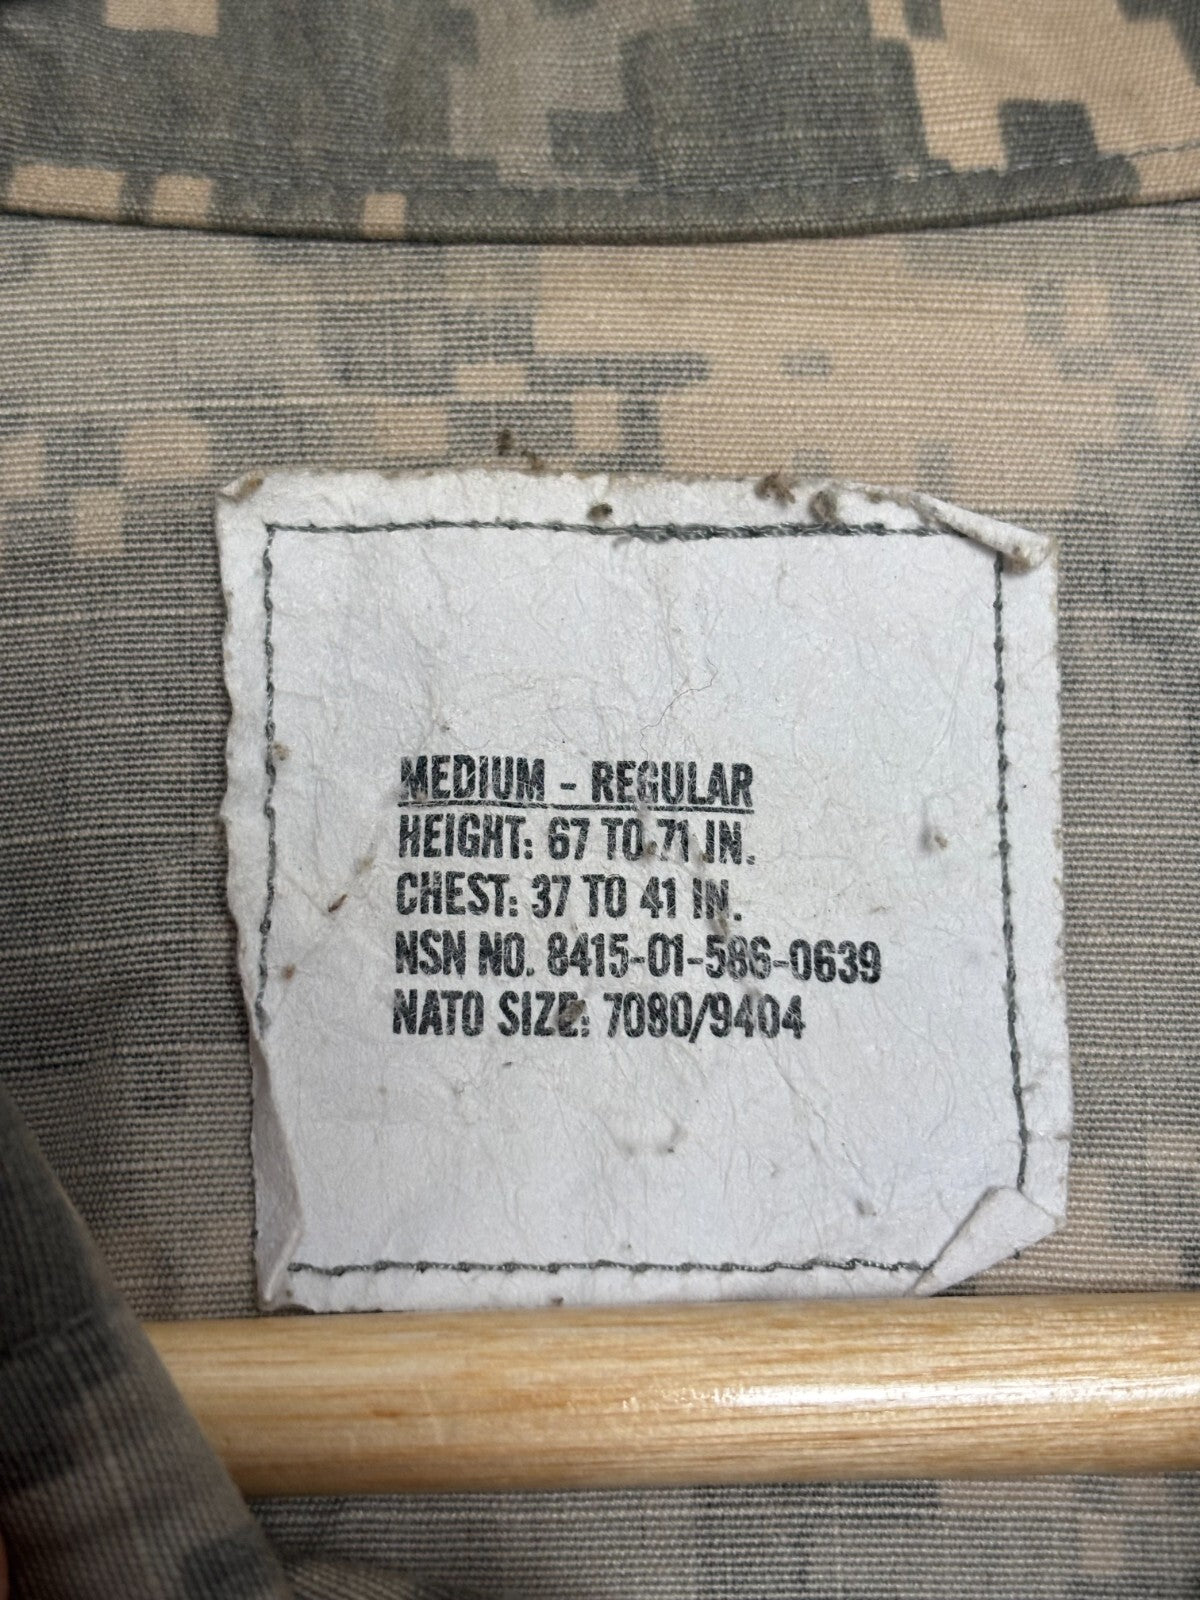 MEDIUM - REGULAR
HEIGHT: 67 TO 71 IN.
CHEST: 37 TO 41 IN.
NSN NO. 8415-01-586-0639
NATO SIZE: 7080/9404